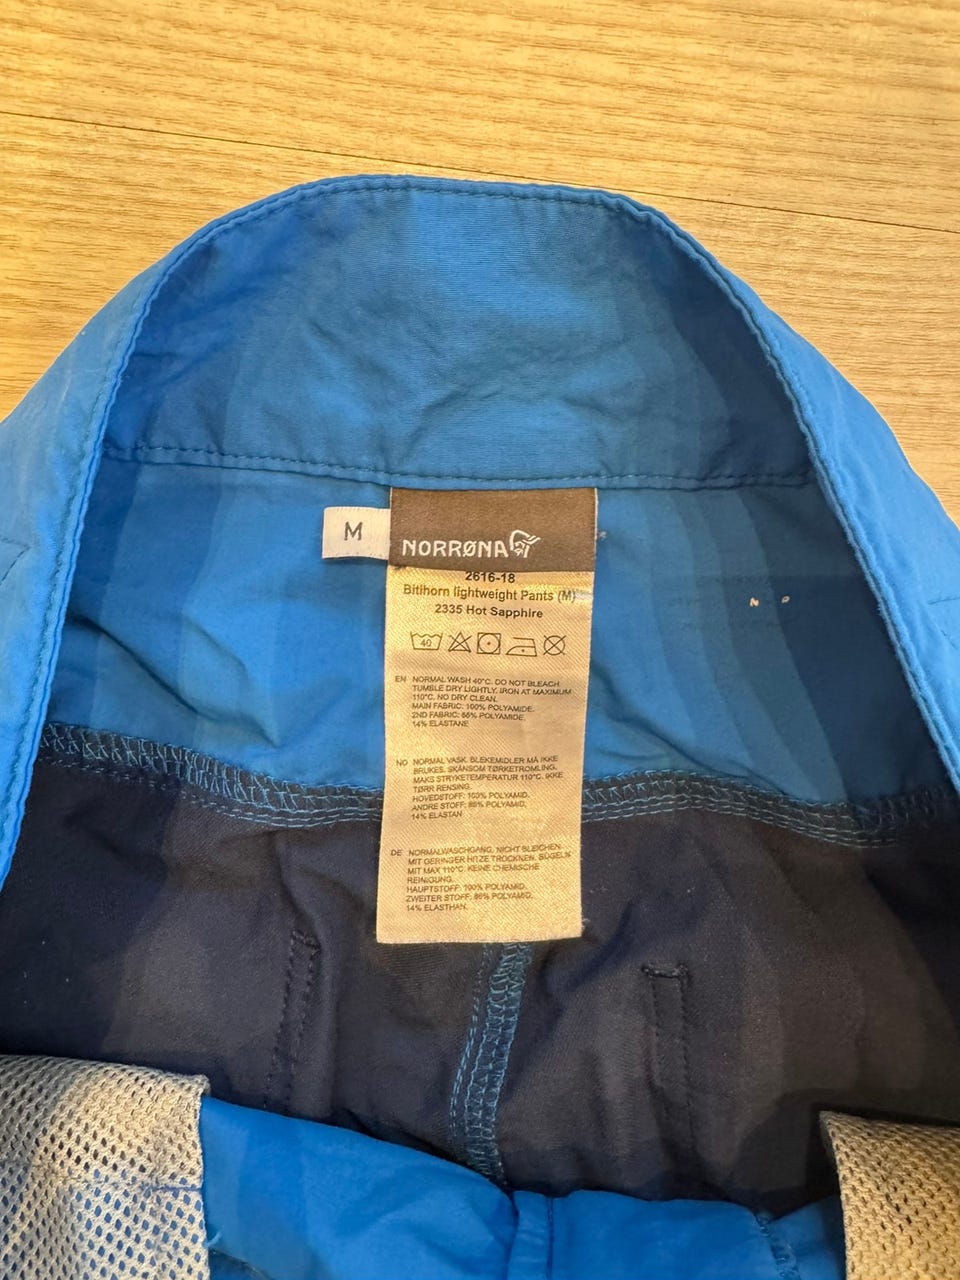 M
NORRØNA
2616-18
Bitihorn lightweight Pants (M)
2335 Hot Sapphire
40
EN NORMAL WASH 40°C. DO NOT BLEACH
TUMBLE DRY LIGHTLY. IRON AT MAXIMUM
110°C. NO DRY CLEAN.
MAIN FABRIC: 100% POLYAMIDE.
2ND FABRIC: 86% POLYAMIDE,
14% ELASTANE
NO NORMAL VASK. BLEKEMIDLER MÅ IKKE
BRUKES. SKÅNSOM TØRKETROMLING.
MAKS STRYKETEMPERATUR 110°C. IKKE
TØRR RENSING.
HOVEDSTOFF: 100% POLYAMID.
ANDRE STOFF: 86% POLYAMID,
14% ELASTAN
DE NORMALWASCHGANG. NICHT BLEICHEN
MIT GERINGER HITZE TROCKNEN. BÜGELN
MIT MAX 110°C. KEINE CHEMISCHE
REINIGUNG.
HAUPTSTOFF: 100% POLYAMID.
ZWEITER STOFF: 86% POLYAMID,
14% ELASTHAN.